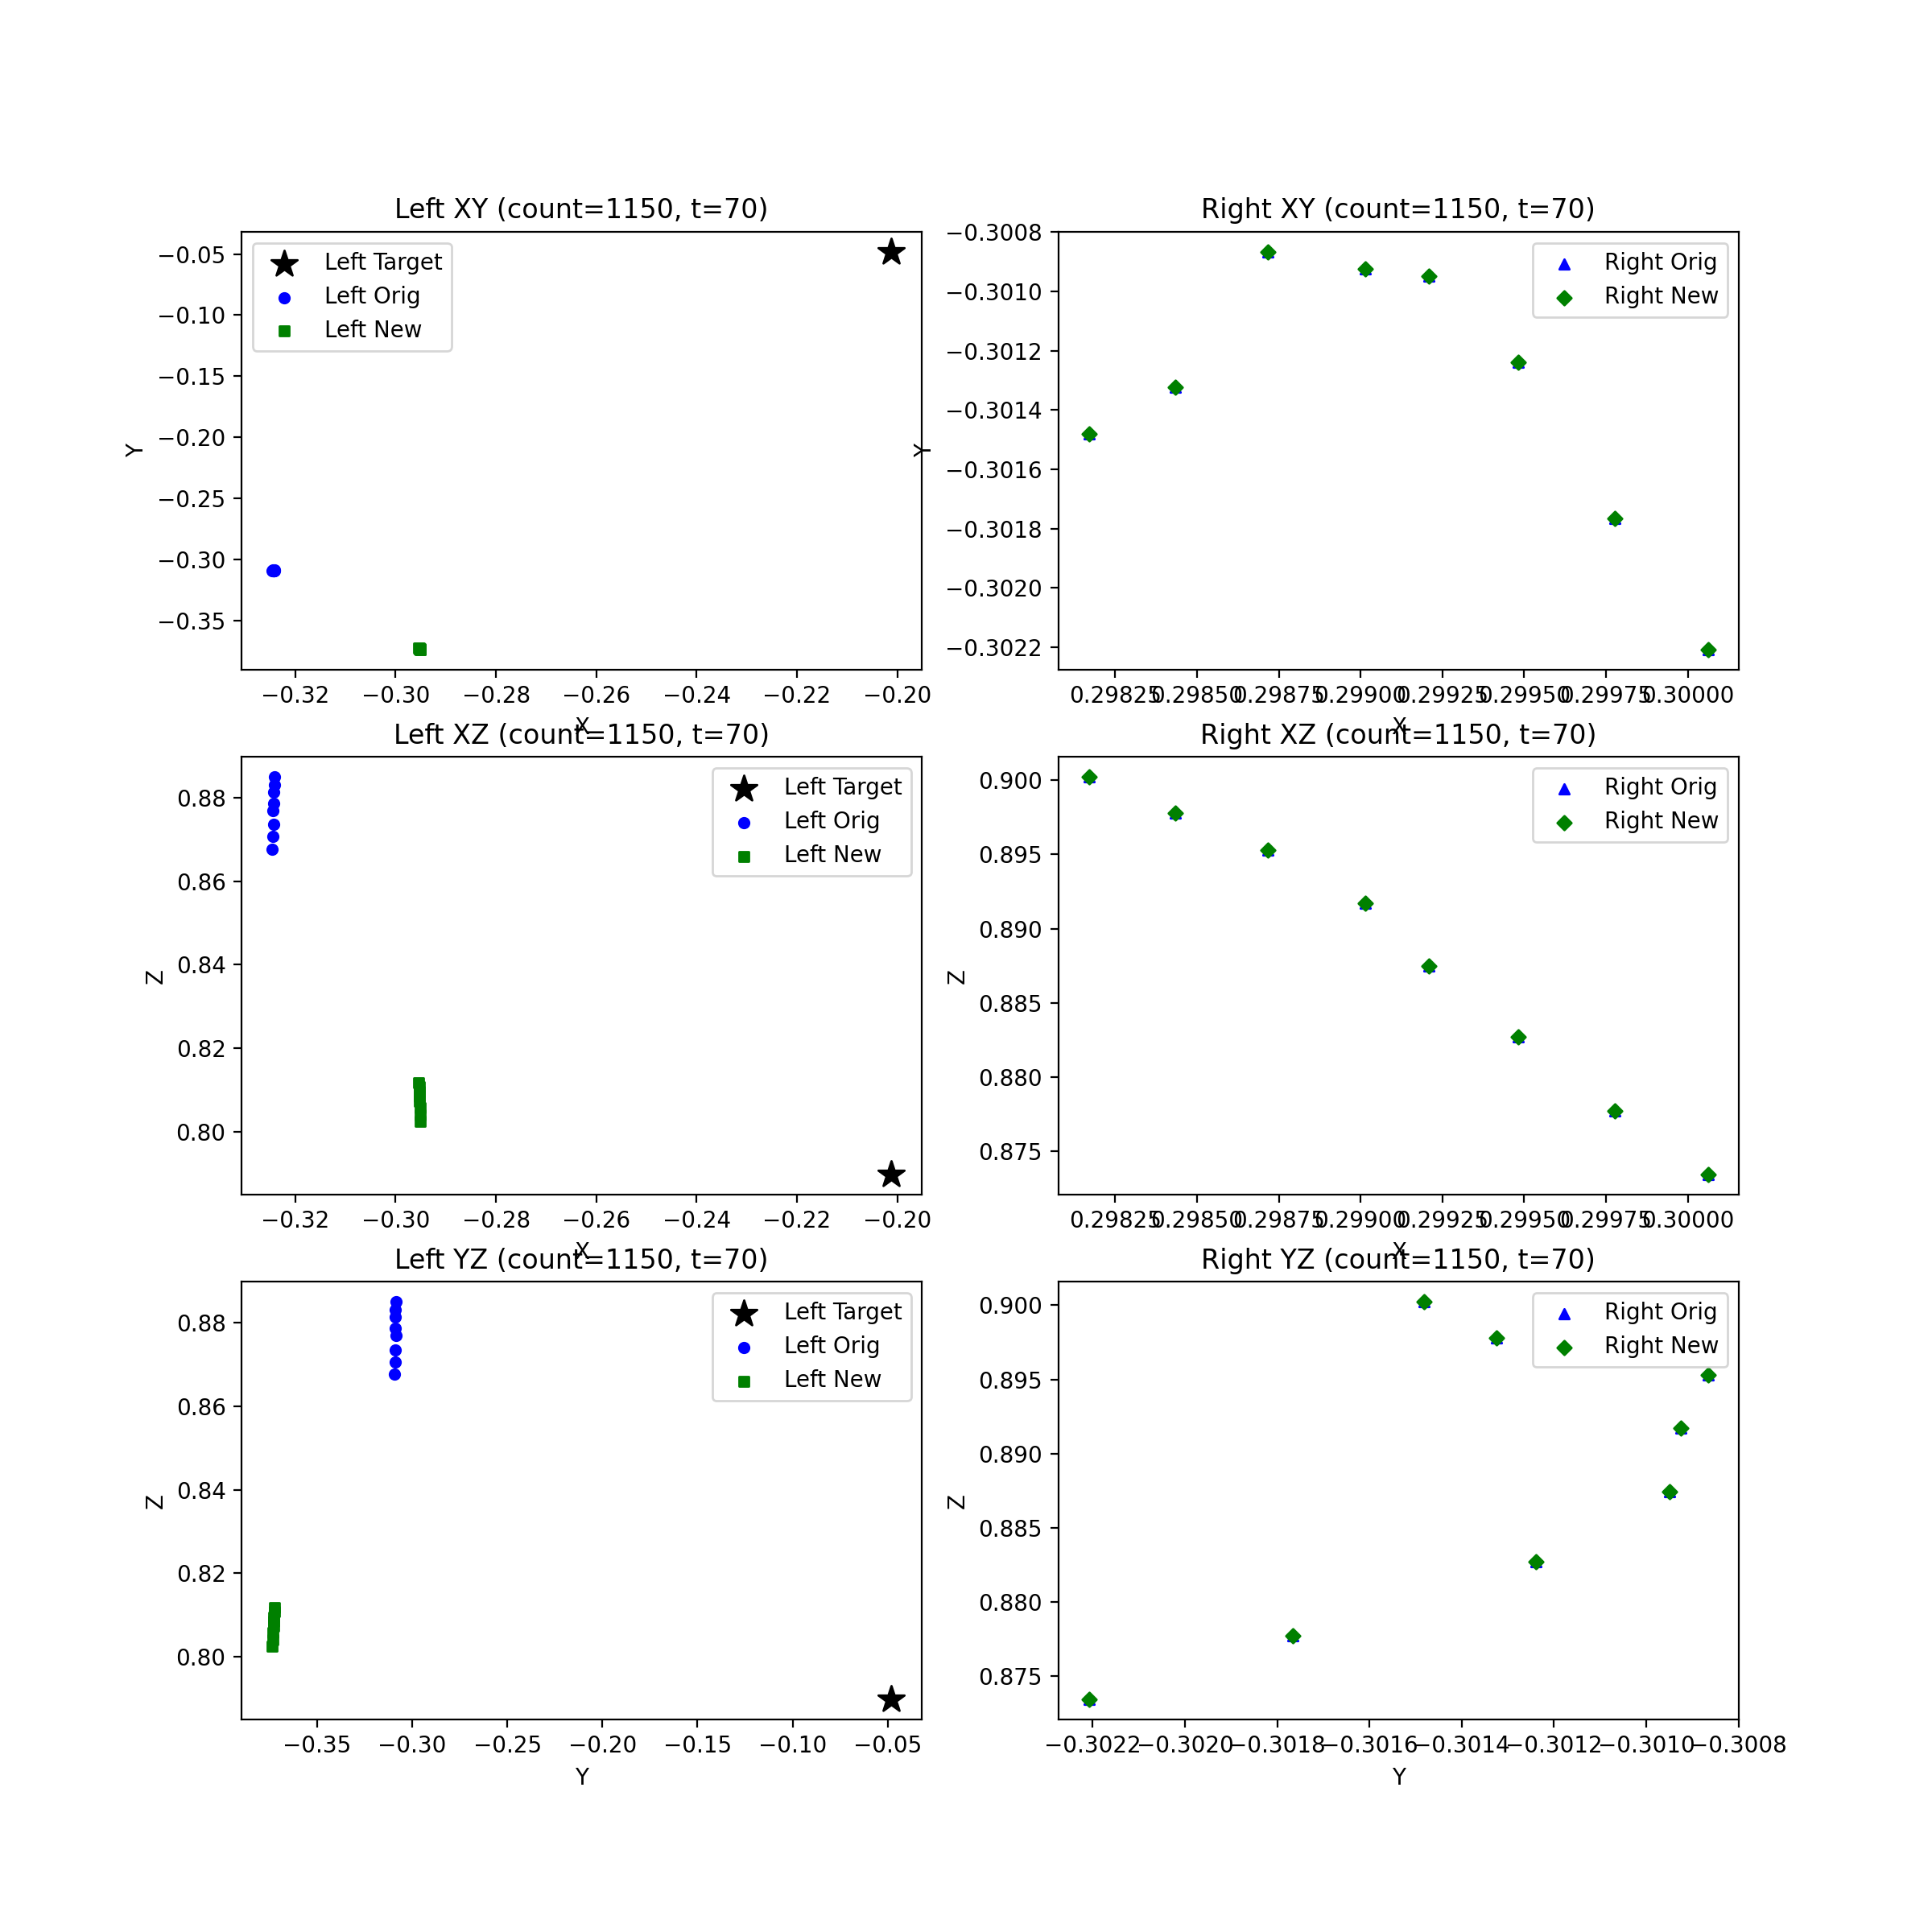 Left XY (count=1150, t=70)
−0.05
−0.10
−0.15
−0.20
−0.25
−0.30
−0.35
Y
Left Target
Left Orig
Left New
−0.32 −0.30 −0.28 −0.26 −0.24 −0.22 −0.20
X
Right XY (count=1150, t=70)
−0.3008
−0.3010
−0.3012
−0.3014
−0.3016
−0.3018
−0.3020
−0.3022
Y
Right Orig
Right New
0.29825 0.29850 0.29875 0.29900 0.29925 0.29950 0.29975 0.30000
X
Left XZ (count=1150, t=70)
0.88
0.86
0.84
0.82
0.80
Z
Left Target
Left Orig
Left New
−0.32 −0.30 −0.28 −0.26 −0.24 −0.22 −0.20
X
Right XZ (count=1150, t=70)
0.900
0.895
0.890
0.885
0.880
0.875
Z
Right Orig
Right New
0.29825 0.29850 0.29875 0.29900 0.29925 0.29950 0.29975 0.30000
X
Left YZ (count=1150, t=70)
0.88
0.86
0.84
0.82
0.80
Z
Left Target
Left Orig
Left New
−0.35 −0.30 −0.25 −0.20 −0.15 −0.10 −0.05
Y
Right YZ (count=1150, t=70)
0.900
0.895
0.890
0.885
0.880
0.875
Z
Right Orig
Right New
−0.3022 −0.3020 −0.3018 −0.3016 −0.3014 −0.3012 −0.3010 −0.3008
Y